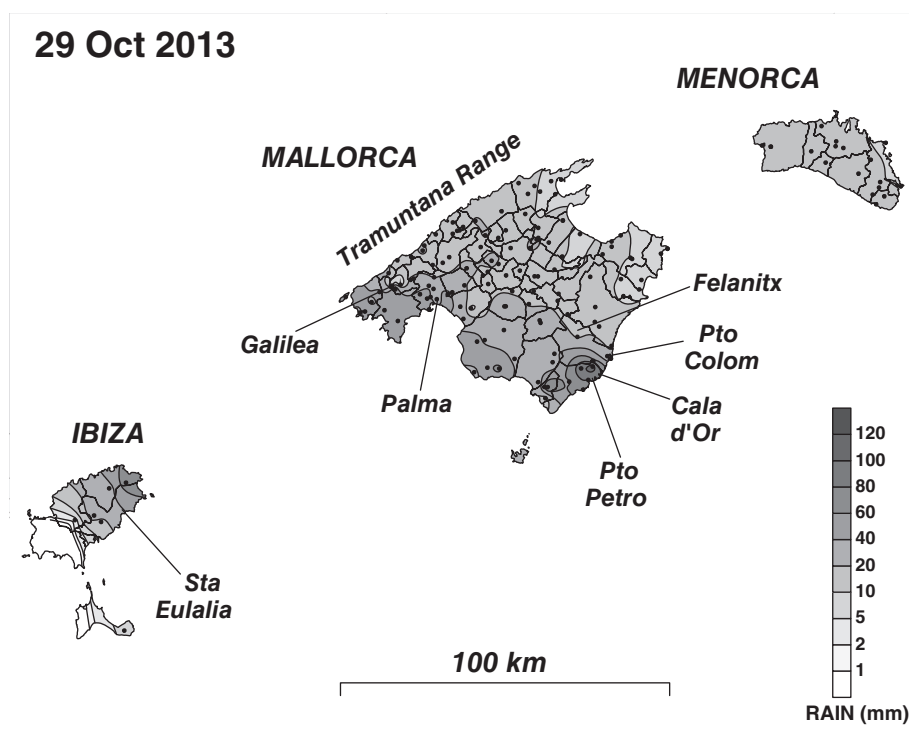 29 Oct 2013
MENORCA
MALLORCA
Tramuntana Range
Felanitx
Galilea
Pto
Colom
Palma
Cala
d'Or
IBIZA
Pto
Petro
Sta
Eulalia
120
100
80
60
40
20
10
5
2
1
RAIN (mm)
100 km